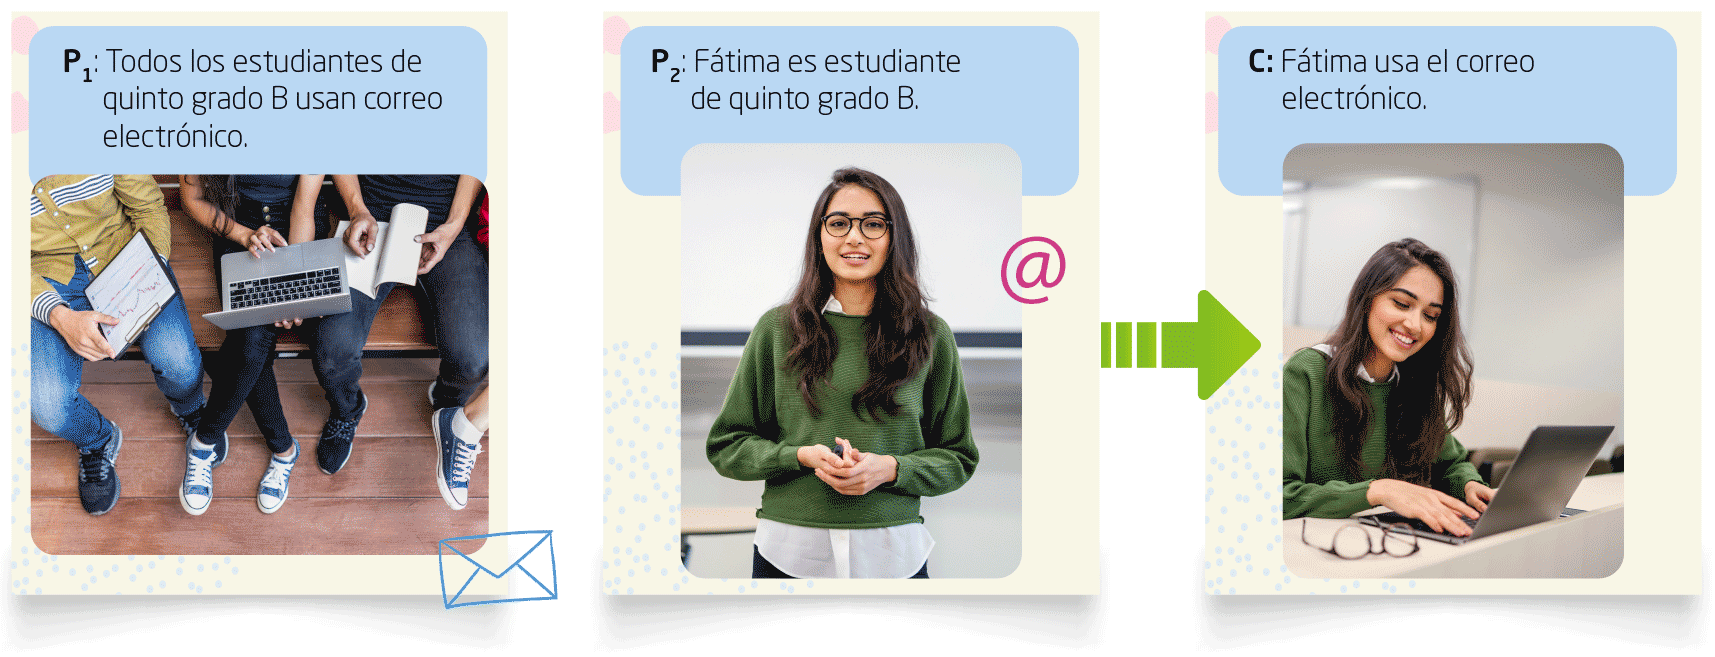 P1: Todos los estudiantes de
quinto grado B usan correo
electrónico.
P2: Fátima es estudiante
de quinto grado B.
@
C: Fátima usa el correo
electrónico.